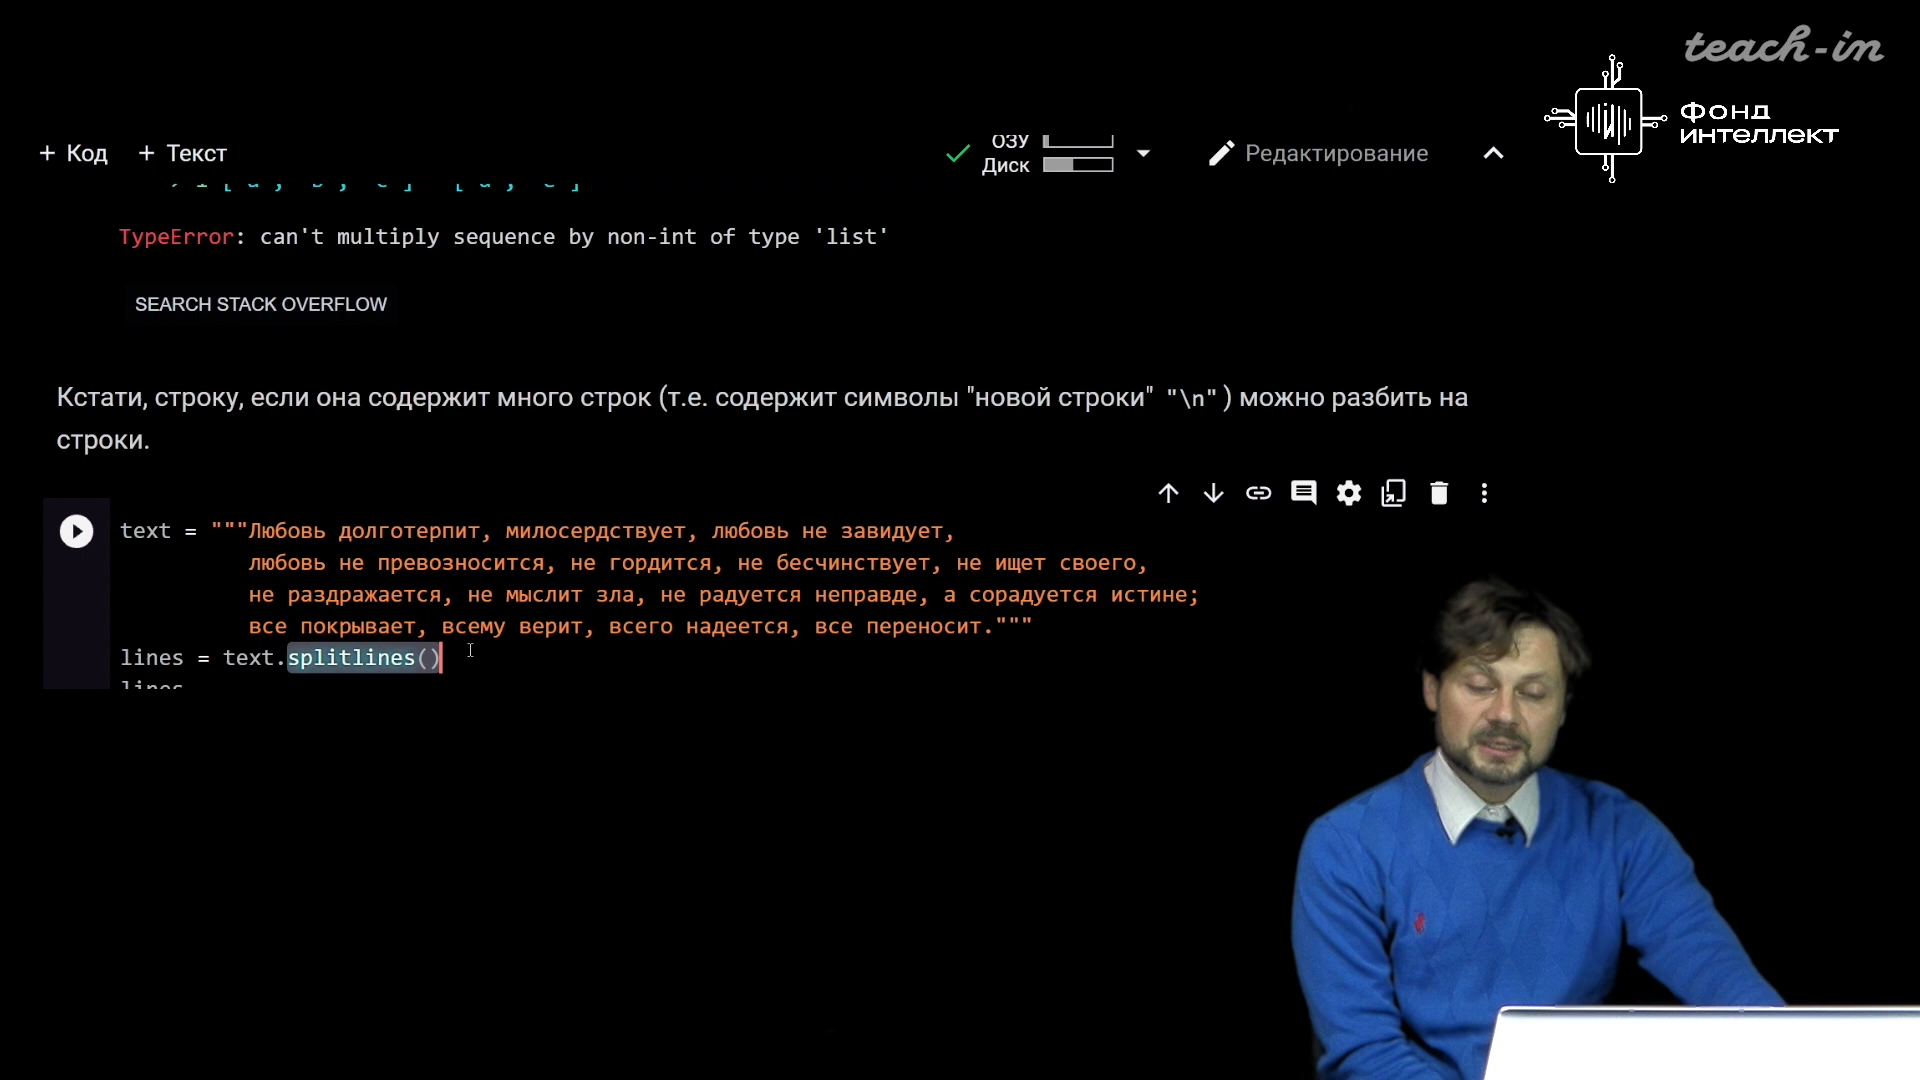 teach-in
Фонд
интеллект
+ Код + Текст
ОЗУ
Диск
Редактирование
TypeError: can't multiply sequence by non-int of type 'list'
SEARCH STACK OVERFLOW
Кстати, строку, если она содержит много строк (т.е. содержит символы "новой строки" "\n") можно разбить на
строки.
text = """Любовь долготерпит, милосердствует, любовь не завидует,
любовь не превозносится, не гордится, не бесчинствует, не ищет своего,
не раздражается, не мыслит зла, не радуется неправде, а сорадуется истине;
все покрывает, всему верит, всего надеется, все переносит."""
lines = text.splitlines()
lines